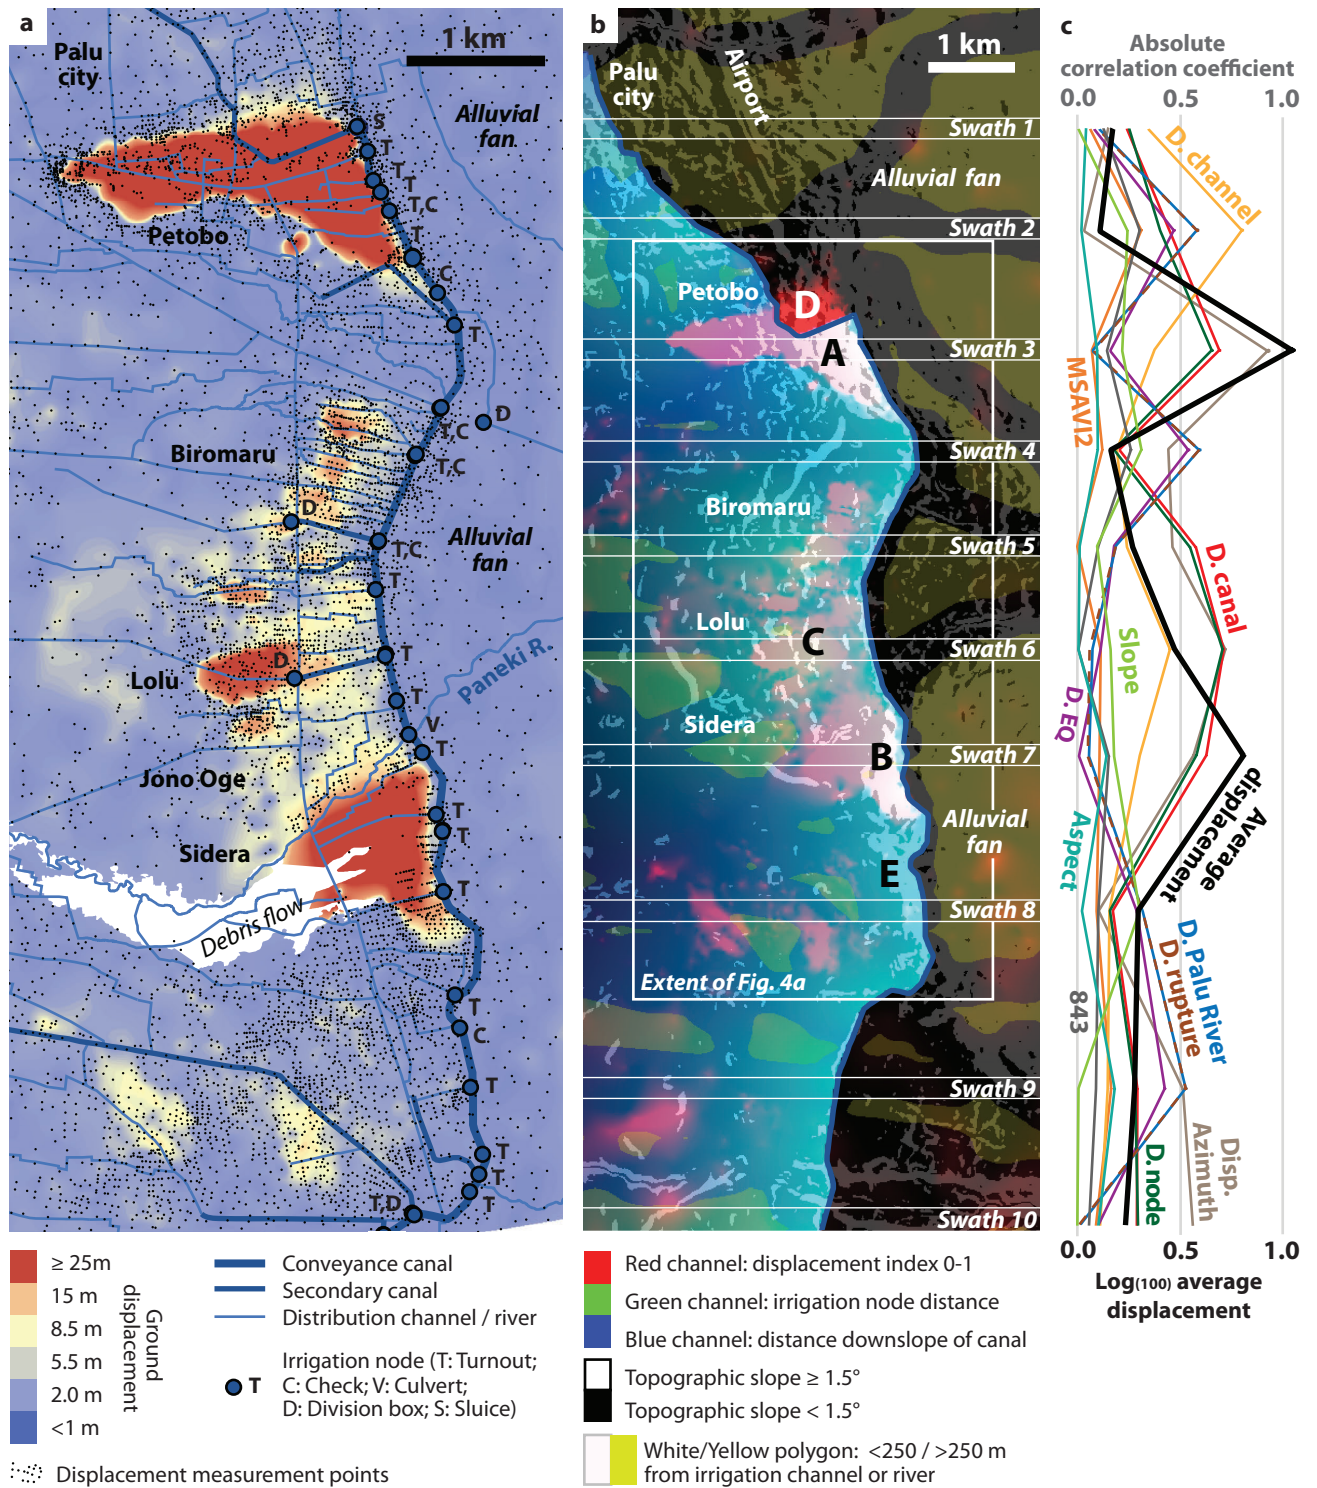 a
Palu
city
1 km
Alluvial
fan
S
T
T
T
T,C
T
Petobo
C
T
D
T,C
T,C
Biromaru
D
T,C
Alluvial
fan
T
D
T
Lolu
T
Paneki R.
V
T
Jono Oge
T
T
Sidera
T
Debris flow
T
C
T
T
T
T
T,D
≥ 25m
15 m
8.5 m
5.5 m
2.0 m
<1 m
Ground
displacement
Displacement measurement points
Conveyance canal
Secondary canal
Distribution channel / river
T
Irrigation node (T: Turnout;
C: Check; V: Culvert;
D: Division box; S: Sluice)
b
Palu
city
Airport
1 km
Swath 1
Alluvial fan
Swath 2
Petobo
D
A
Swath 3
Swath 4
Biromaru
Swath 5
Lolu
C
Swath 6
Sidera
B
Swath 7
Alluvial
fan
E
Swath 8
Extent of Fig. 4a
Swath 9
Swath 10
Red channel: displacement index 0-1
Green channel: irrigation node distance
Blue channel: distance downslope of canal
Topographic slope ≥ 1.5°
Topographic slope < 1.5°
White/Yellow polygon: <250 / >250 m
from irrigation channel or river
c
Absolute
correlation coefficient
0.0 0.5 1.0
D. channel
MSAVI2
D. canal
Slope
D. EQ
Average
displacement
Aspect
D. Palu River
D. rupture
843
Disp.
Azimuth
D. node
0.0 0.5 1.0
Log(100) average
displacement